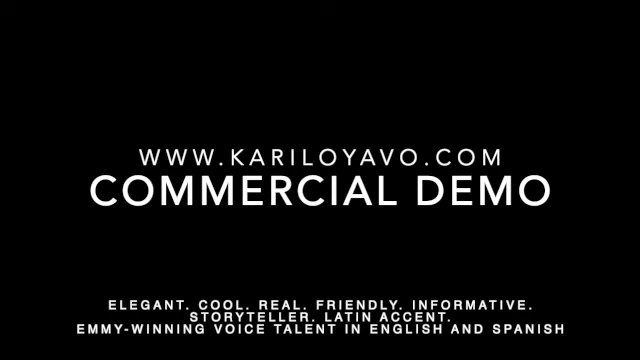 WWW.KARILOYAVO.COM
COMMERCIAL DEMO
ELEGANT. COOL. REAL. FRIENDLY. INFORMATIVE.
STORYTELLER. LATIN ACCENT.
EMMY-WINNING VOICE TALENT IN ENGLISH AND SPANISH